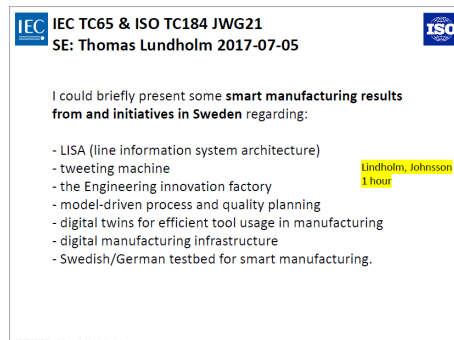 IEC
IEC TC65 & ISO TC184 JWG21
SE: Thomas Lundholm 2017-07-05
ISO
I could briefly present some smart manufacturing results
from and initiatives in Sweden regarding:
- LISA (line information system architecture)
- tweeting machine
- the Engineering innovation factory
- model-driven process and quality planning
- digital twins for efficient tool usage in manufacturing
- digital manufacturing infrastructure
- Swedish/German testbed for smart manufacturing.
Lindholm, Johnsson
1 hour